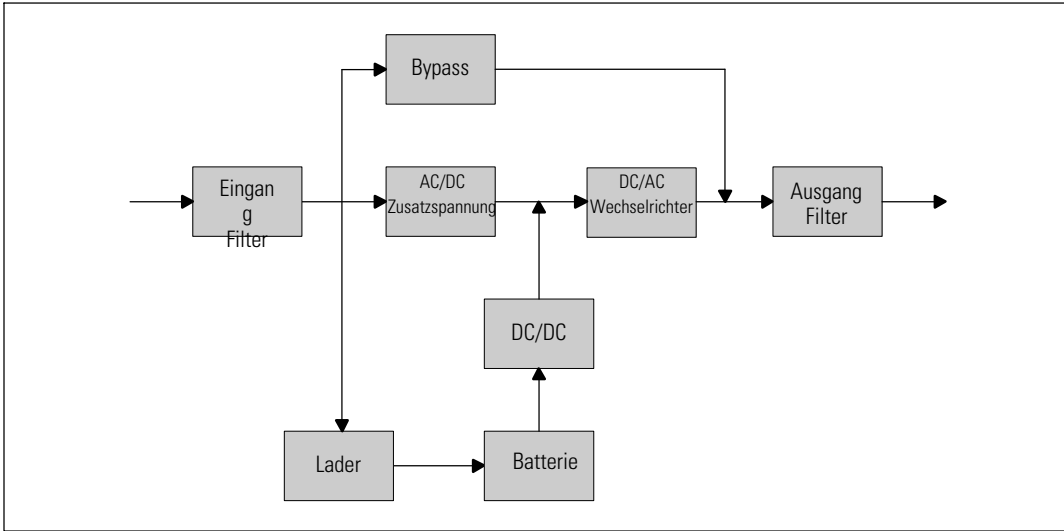 Bypass
Eingan
g
Filter
AC/DC
Zusatzspannung
DC/AC
Wechselrichter
Ausgang
Filter
DC/DC
Lader
Batterie